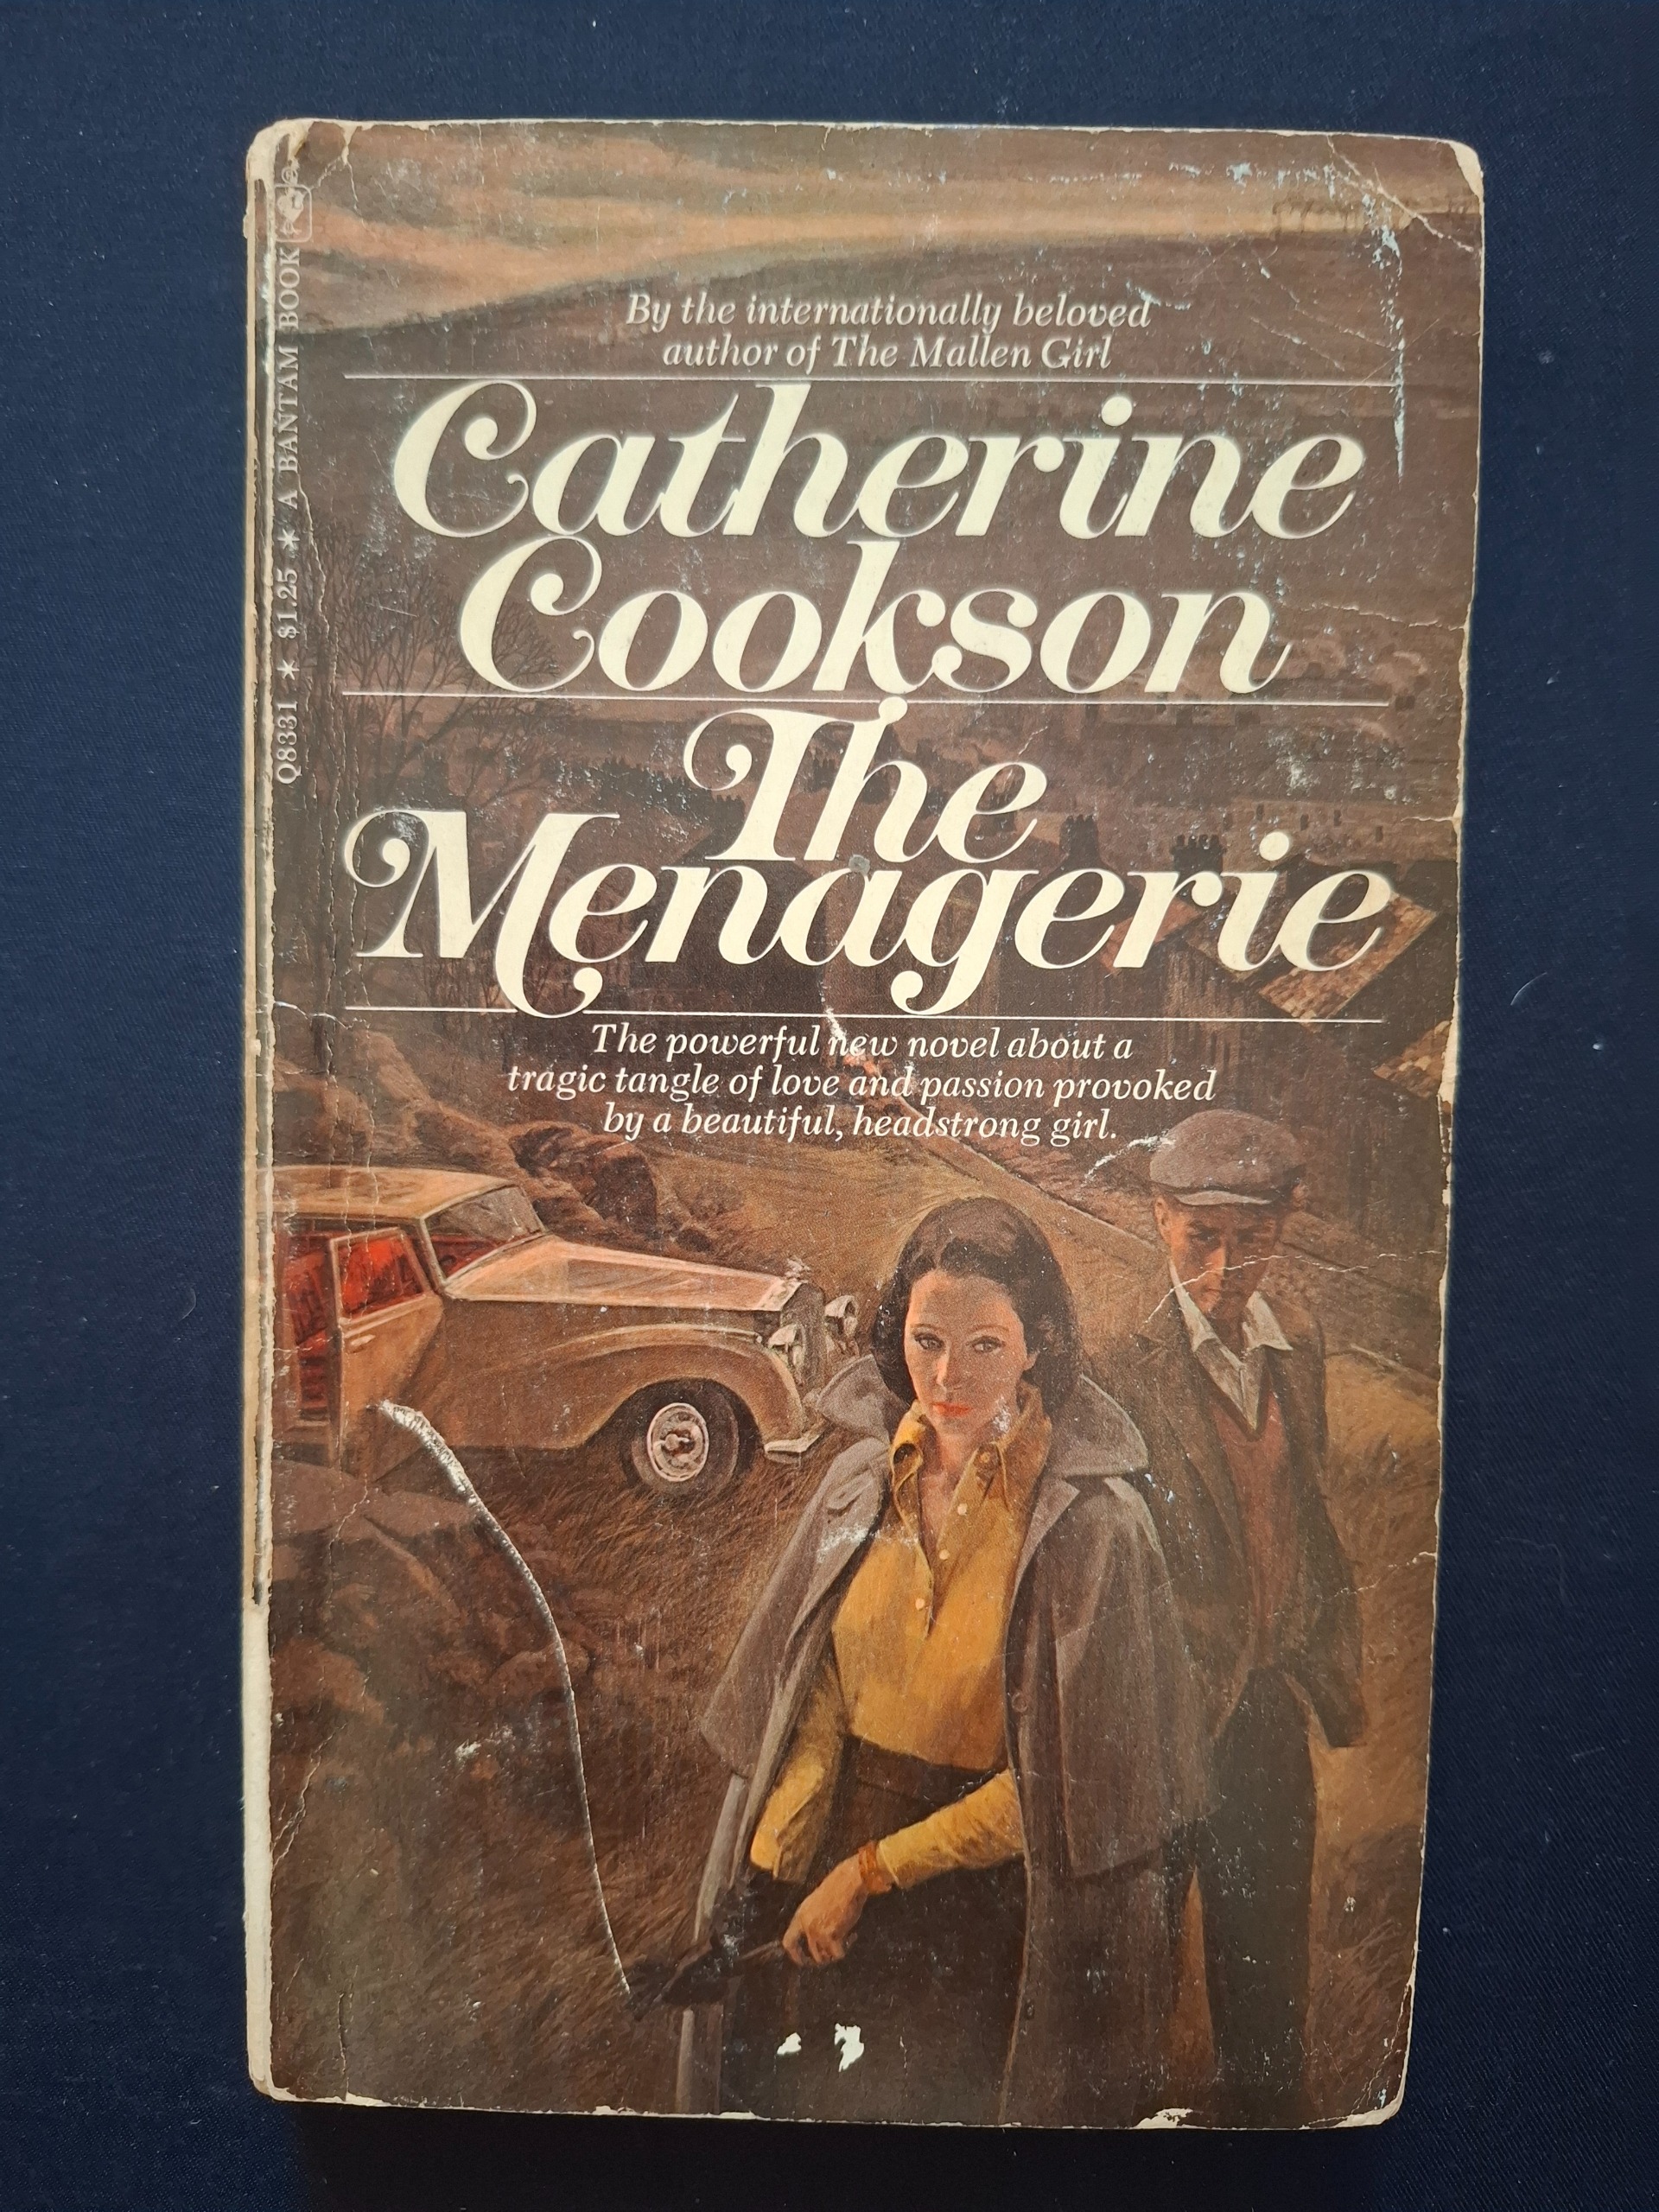 By the internationally beloved
author of The Mallen Girl
Catherine
Cookson
The
Menagerie
The powerful new novel about a
tragic tangle of love and passion provoked
by a beautiful, headstrong girl.
Q8331 * $1.25 * A BANTAM BOOK